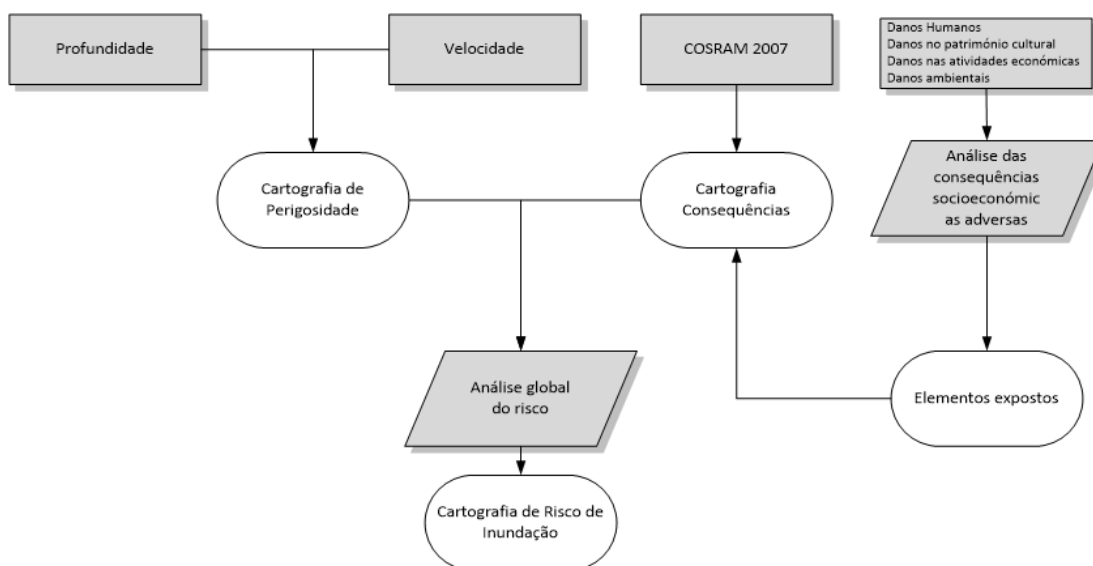 Profundidade
Velocidade
COSRAM 2007
Danos Humanos
Danos no património cultural
Danos nas atividades económicas
Danos ambientais
Cartografia de
Perigosidade
Cartografia
Consequências
Análise das
consequências
socioeconómic
as adversas
Análise global
do risco
Elementos expostos
Cartografia de Risco de
Inundação